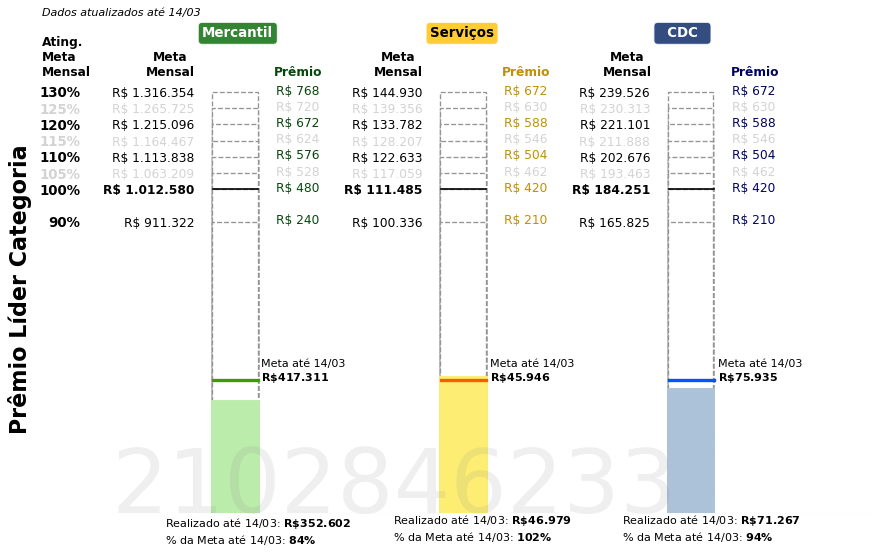 Dados atualizados até 14/03
Mercantil Serviços CDC
Ating.
Meta Meta Meta Meta
Mensal Mensal Prêmio Mensal Prêmio Mensal Prêmio
130% R$ 1.316.354 R$ 768 R$ 144.930 R$ 672 R$ 239.526 R$ 672
125% R$ 1.265.725 R$ 720 R$ 139.356 R$ 630 R$ 230.313 R$ 630
120% R$ 1.215.096 R$ 672 R$ 133.782 R$ 588 R$ 221.101 R$ 588
115% R$ 1.164.467 R$ 624 R$ 128.207 R$ 546 R$ 211.888 R$ 546
110% R$ 1.113.838 R$ 576 R$ 122.633 R$ 504 R$ 202.676 R$ 504
105% R$ 1.063.209 R$ 528 R$ 117.059 R$ 462 R$ 193.463 R$ 462
100% R$ 1.012.580 R$ 480 R$ 111.485 R$ 420 R$ 184.251 R$ 420
90% R$ 911.322 R$ 240 R$ 100.336 R$ 210 R$ 165.825 R$ 210
Prêmio Líder Categoria
Meta até 14/03 Meta até 14/03 Meta até 14/03
R$417.311 R$45.946 R$75.935
2102846233
Realizado até 14/03: R$352.602 Realizado até 14/03: R$46.979 Realizado até 14/03: R$71.267
% da Meta até 14/03: 84% % da Meta até 14/03: 102% % da Meta até 14/03: 94%